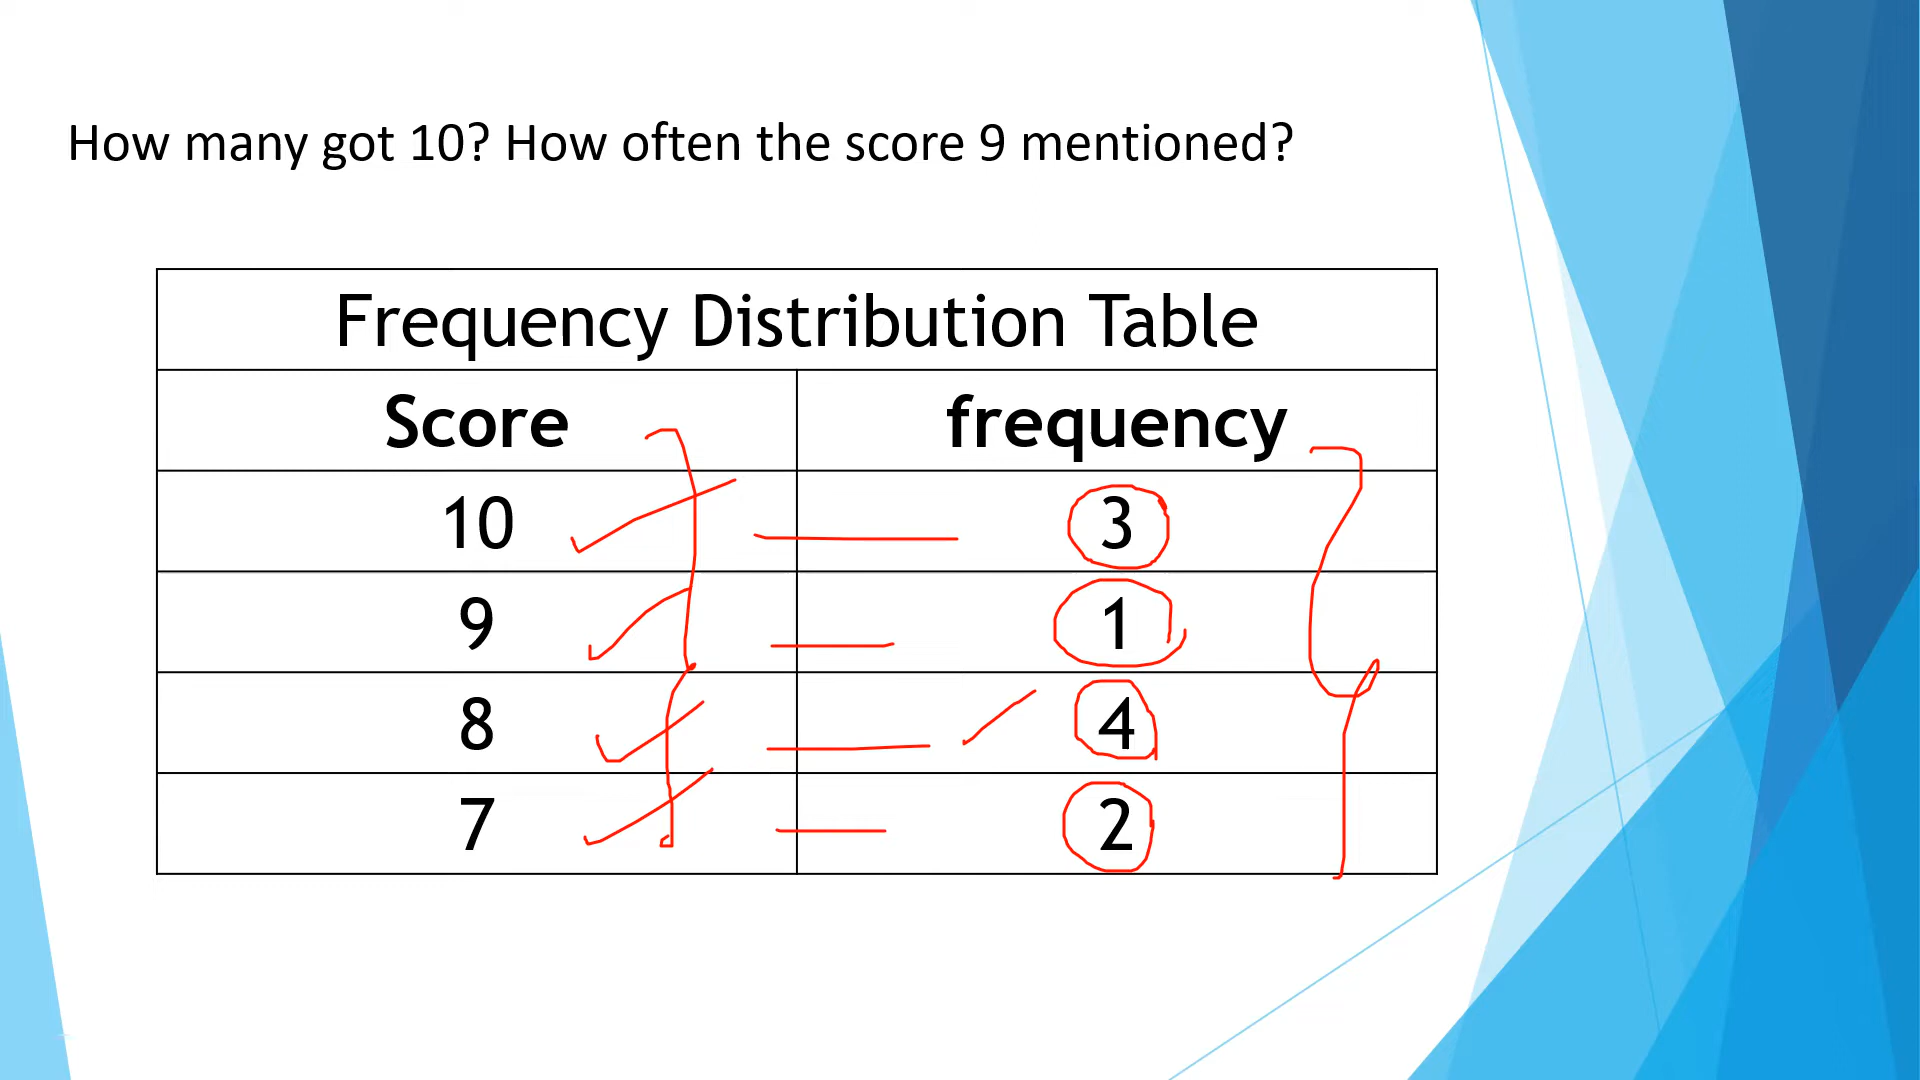 How many got 10? How often the score 9 mentioned?
Frequency Distribution Table
Score frequency
10 3
9 1
8 4
7 2